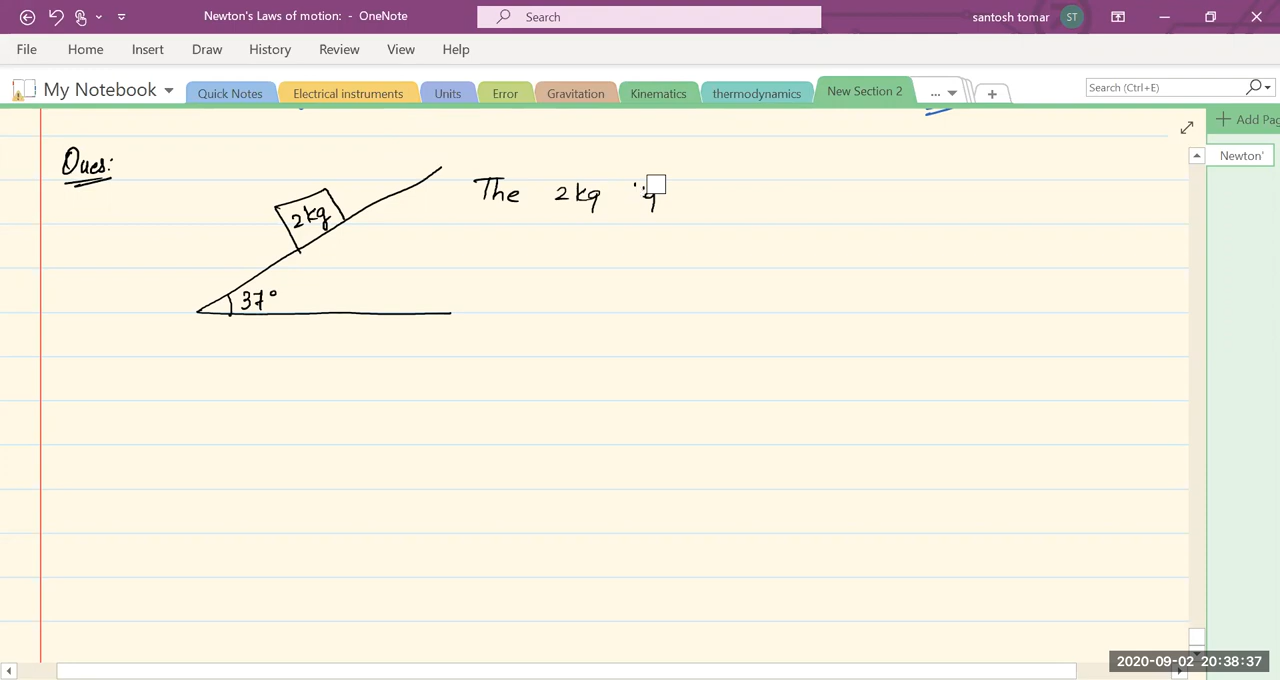 Newton's Laws of motion: - OneNote
Search
santosh tomar
ST
File Home Insert Draw History Review View Help
My Notebook
Quick Notes
Electrical instruments
Units
Error
Gravitation
Kinematics
thermodynamics
New Section 2
...
Search (Ctrl+E)
Add Pag
Newton'
Ques:
The 2kg
2kg
37°
2020-09-02 20:38:37